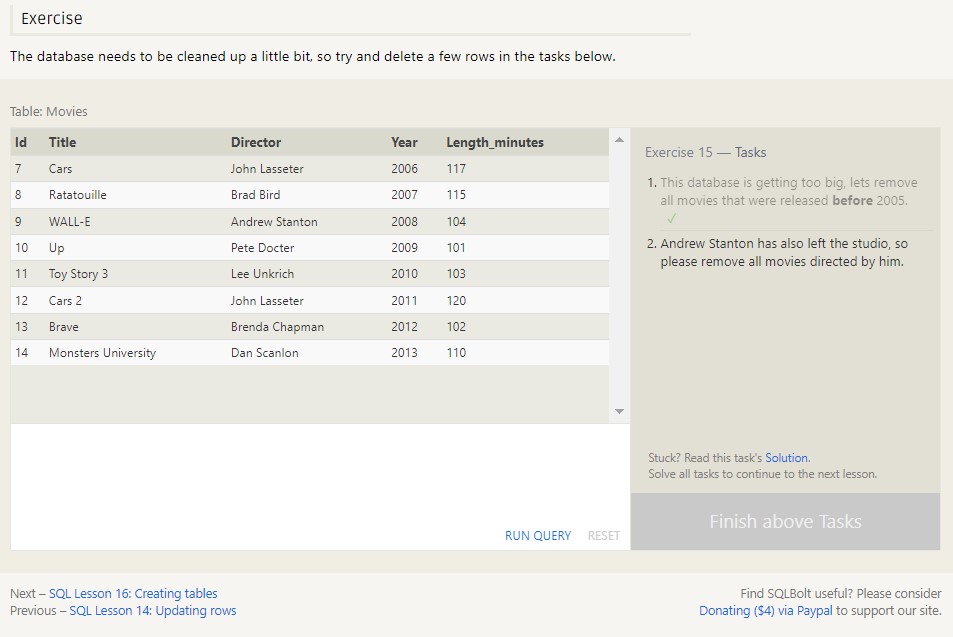 Exercise
The database needs to be cleaned up a little bit, so try and delete a few rows in the tasks below.
Table: Movies
Id Title Director Year Length_minutes
7 Cars John Lasseter 2006 117
8 Ratatouille Brad Bird 2007 115
9 WALL-E Andrew Stanton 2008 104
10 Up Pete Docter 2009 101
11 Toy Story 3 Lee Unkrich 2010 103
12 Cars 2 John Lasseter 2011 120
13 Brave Brenda Chapman 2012 102
14 Monsters University Dan Scanlon 2013 110
RUN QUERY RESET
Exercise 15 — Tasks
1. This database is getting too big, lets remove
all movies that were released before 2005.
✓
2. Andrew Stanton has also left the studio, so
please remove all movies directed by him.
Stuck? Read this task's Solution.
Solve all tasks to continue to the next lesson.
Finish above Tasks
Next – SQL Lesson 16: Creating tables
Previous – SQL Lesson 14: Updating rows
Find SQLBolt useful? Please consider
Donating ($4) via Paypal to support our site.